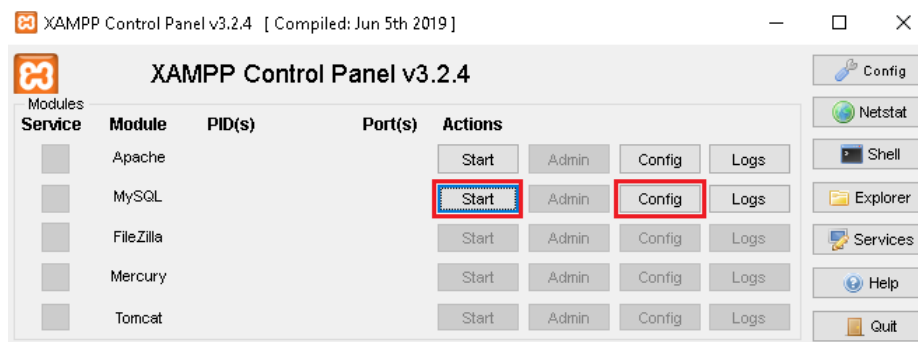 XAMPP Control Panel v3.2.4 [ Compiled: Jun 5th 2019 ]
XAMPP Control Panel v3.2.4
Config
Modules
Service Module PID(s) Port(s) Actions
Netstat
Apache Start Admin Config Logs
Shell
MySQL Start Admin Config Logs
Explorer
FileZilla Start Admin Config Logs
Services
Mercury Start Admin Config Logs
Help
Tomcat Start Admin Config Logs
Quit